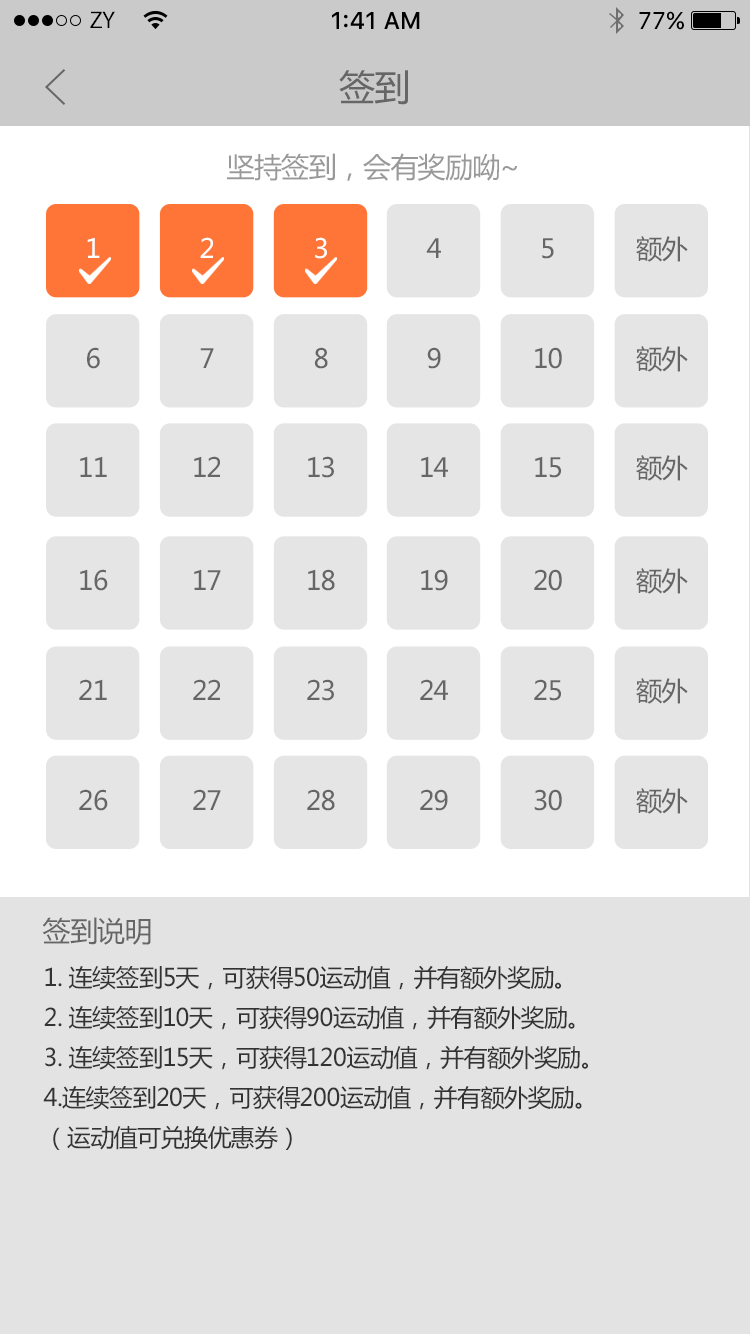 ZY 1:41 AM 77%
签到
坚持签到，会有奖励呦~
1 2 3 4 5 额外
6 7 8 9 10 额外
11 12 13 14 15 额外
16 17 18 19 20 额外
21 22 23 24 25 额外
26 27 28 29 30 额外
签到说明
1. 连续签到5天，可获得50运动值，并有额外奖励。
2. 连续签到10天，可获得90运动值，并有额外奖励。
3. 连续签到15天，可获得120运动值，并有额外奖励。
4.连续签到20天，可获得200运动值，并有额外奖励。
（运动值可兑换优惠券）